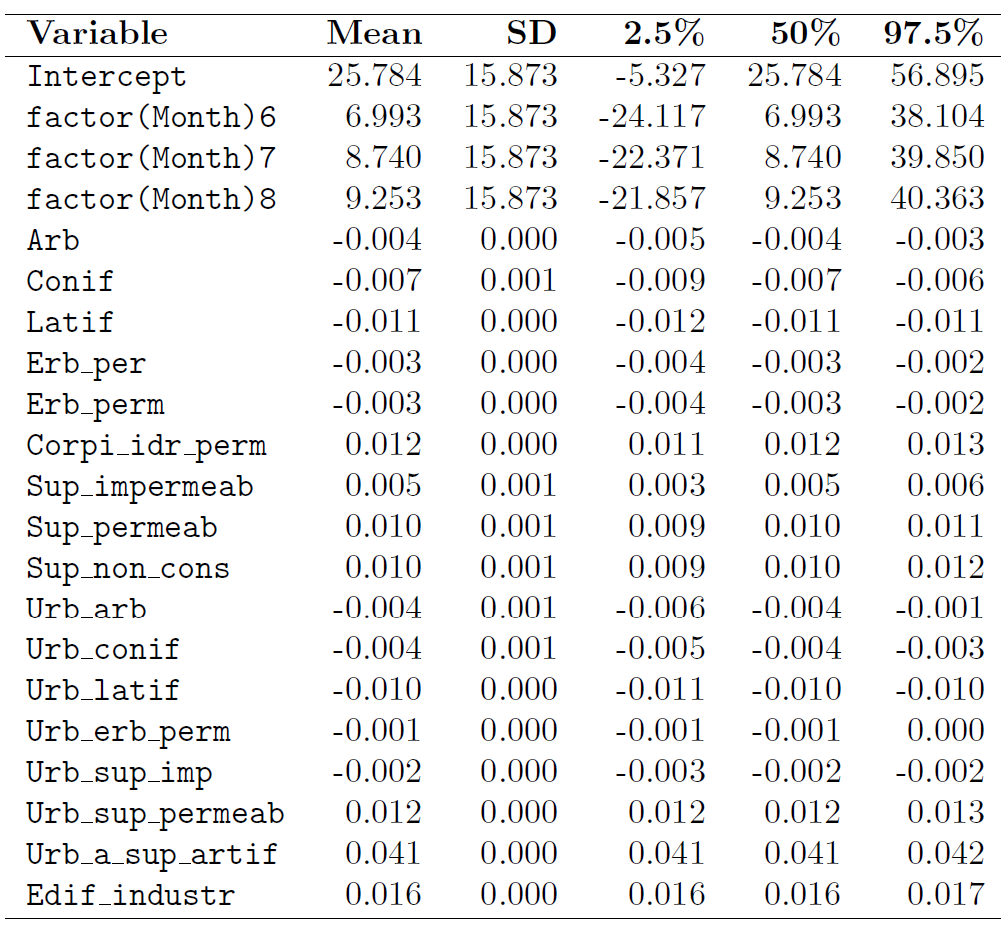 Variable Mean SD 2.5% 50% 97.5%
Intercept 25.784 15.873 -5.327 25.784 56.895
factor(Month)6 6.993 15.873 -24.117 6.993 38.104
factor(Month)7 8.740 15.873 -22.371 8.740 39.850
factor(Month)8 9.253 15.873 -21.857 9.253 40.363
Arb -0.004 0.000 -0.005 -0.004 -0.003
Conif -0.007 0.001 -0.009 -0.007 -0.006
Latif -0.011 0.000 -0.012 -0.011 -0.011
Erb_per -0.003 0.000 -0.004 -0.003 -0.002
Erb_perm -0.003 0.000 -0.004 -0.003 -0.002
Corpi_idr_perm 0.012 0.000 0.011 0.012 0.013
Sup_impermeab 0.005 0.001 0.003 0.005 0.006
Sup_permeab 0.010 0.001 0.009 0.010 0.011
Sup_non_cons 0.010 0.001 0.009 0.010 0.012
Urb_arb -0.004 0.001 -0.006 -0.004 -0.001
Urb_conif -0.004 0.001 -0.005 -0.004 -0.003
Urb_latif -0.010 0.000 -0.011 -0.010 -0.010
Urb_erb_perm -0.001 0.000 -0.001 -0.001 0.000
Urb_sup_imp -0.002 0.000 -0.003 -0.002 -0.002
Urb_sup_permeab 0.012 0.000 0.012 0.012 0.013
Urb_a_sup_artif 0.041 0.000 0.041 0.041 0.042
Edif_industr 0.016 0.000 0.016 0.016 0.017